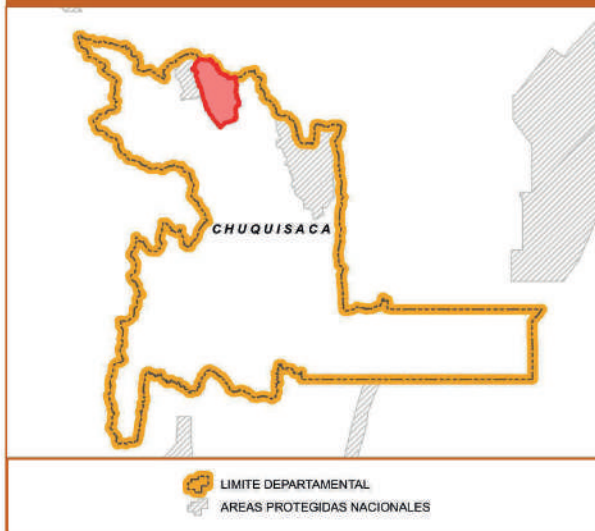 CHUQUISACA
LIMITE DEPARTAMENTAL
AREAS PROTEGIDAS NACIONALES